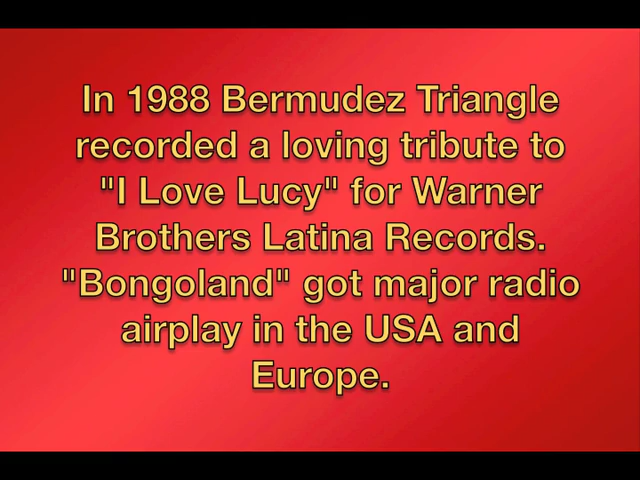 In 1988 Bermudez Triangle
recorded a loving tribute to
"I Love Lucy" for Warner
Brothers Latina Records.
"Bongoland" got major radio
airplay in the USA and
Europe.